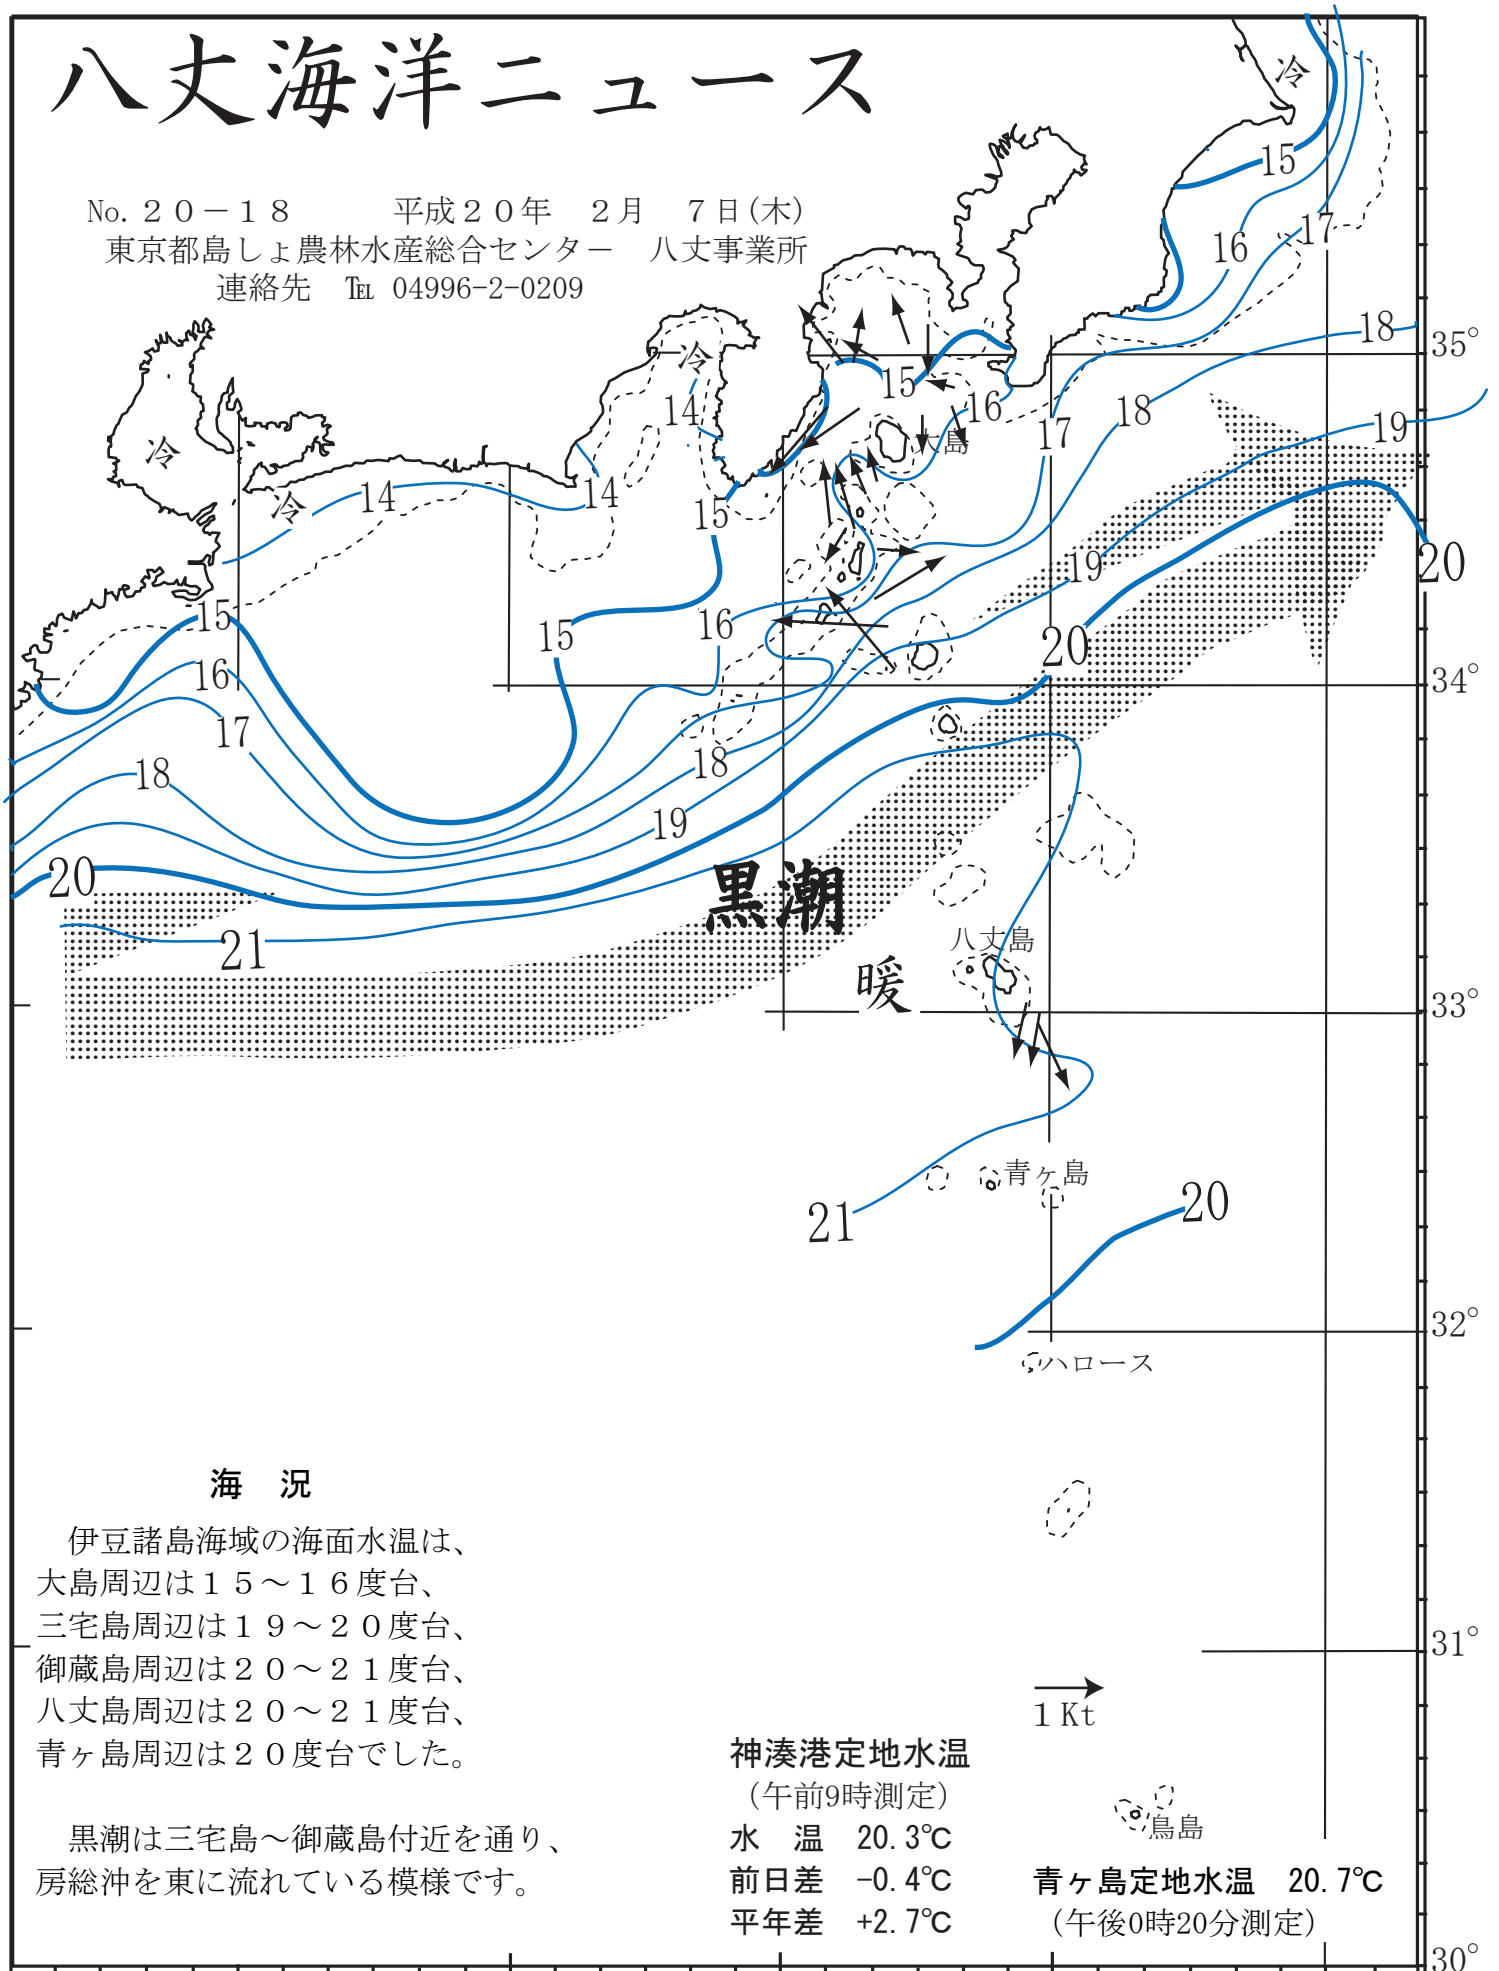 八丈海洋ニュース
No.２０－１８　　　平成２０年　２月　７日(木)
東京都島しょ農林水産総合センター　八丈事業所
連絡先　℡ 04996-2-0209
冷
15
16
17
18
35°
冷
15
14
16
18
17
19
大島
冷
冷
14
14
15
20
19
15
15
16
20
34°
16
17
18
18
19
20
黒潮
21
八丈島
暖
33°
青ヶ島
21
20
32°
ハロース
海　況
伊豆諸島海域の海面水温は、
大島周辺は１５～１６度台、
三宅島周辺は１９～２０度台、
御蔵島周辺は２０～２１度台、
八丈島周辺は２０～２１度台、
青ヶ島周辺は２０度台でした。
黒潮は三宅島～御蔵島付近を通り、
房総沖を東に流れている模様です。
31°
1 Kt
神湊港定地水温
（午前9時測定）
水　温　20.3℃
前日差　-0.4℃
平年差　+2.7℃
鳥島
青ヶ島定地水温　20.7℃
（午後0時20分測定）
30°